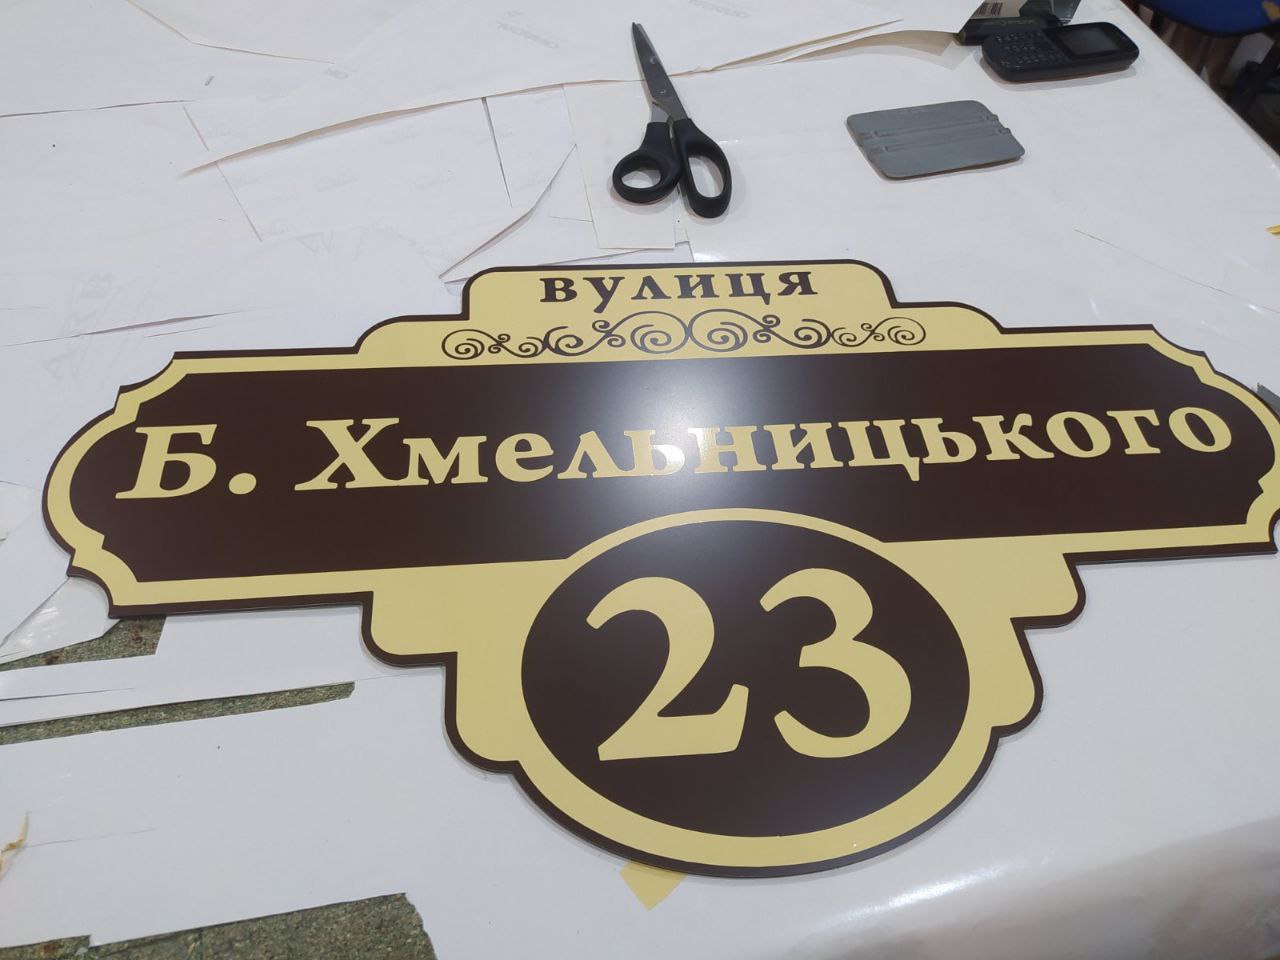 вулиця
Б. Хмельницького
23